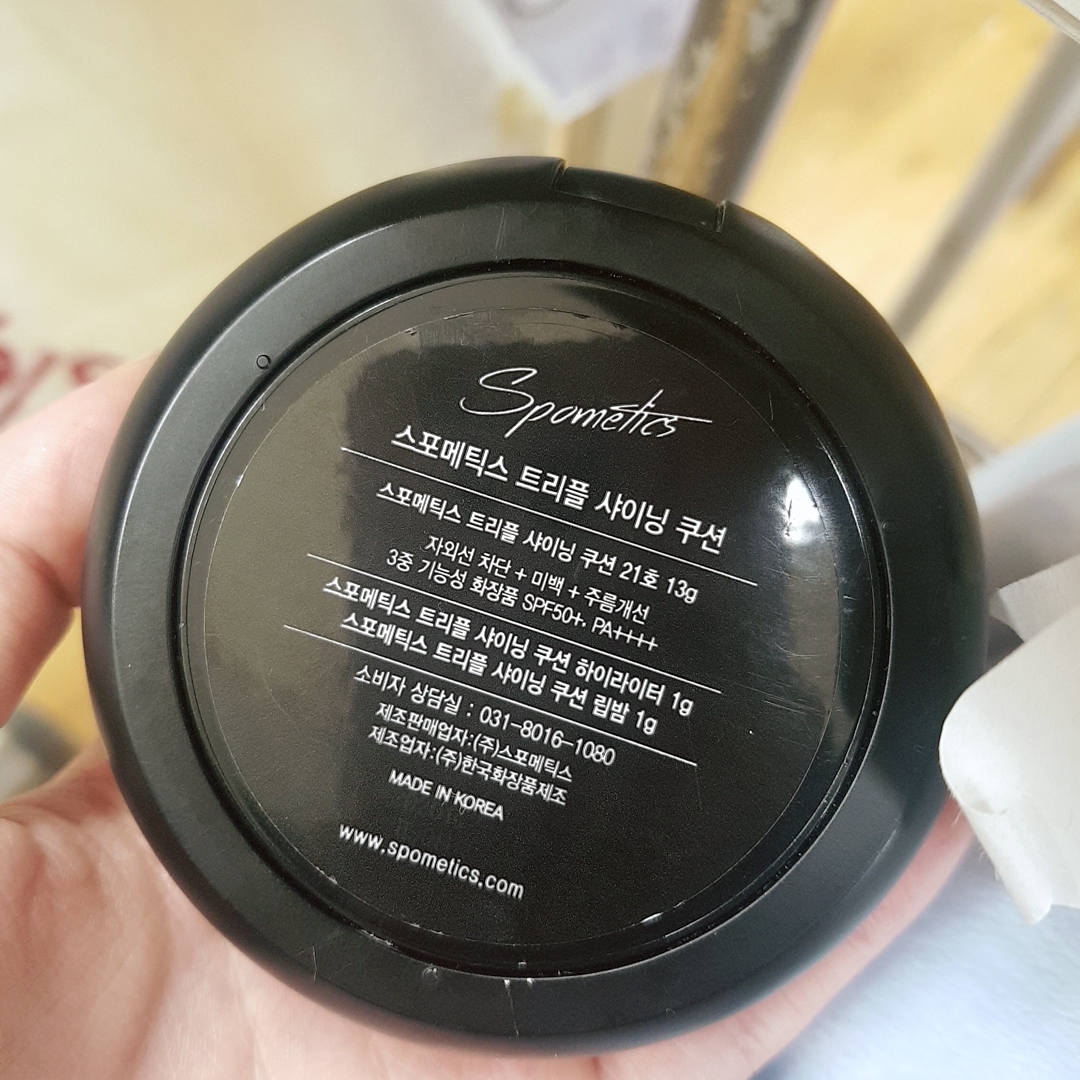 Spometics
스포메틱스 트리플 샤이닝 쿠션
스포메틱스 트리플 샤이닝 쿠션 21호 13g
자외선 차단 + 미백 + 주름개선
3중 기능성 화장품 SPF50+, PA++++
스포메틱스 트리플 샤이닝 쿠션 하이라이터 1g
스포메틱스 트리플 샤이닝 쿠션 립밤 1g
소비자 상담실 : 031-8016-1080
제조판매업자:(주)스포메틱스
제조업자:(주)한국화장품제조
MADE IN KOREA
www.spometics.com